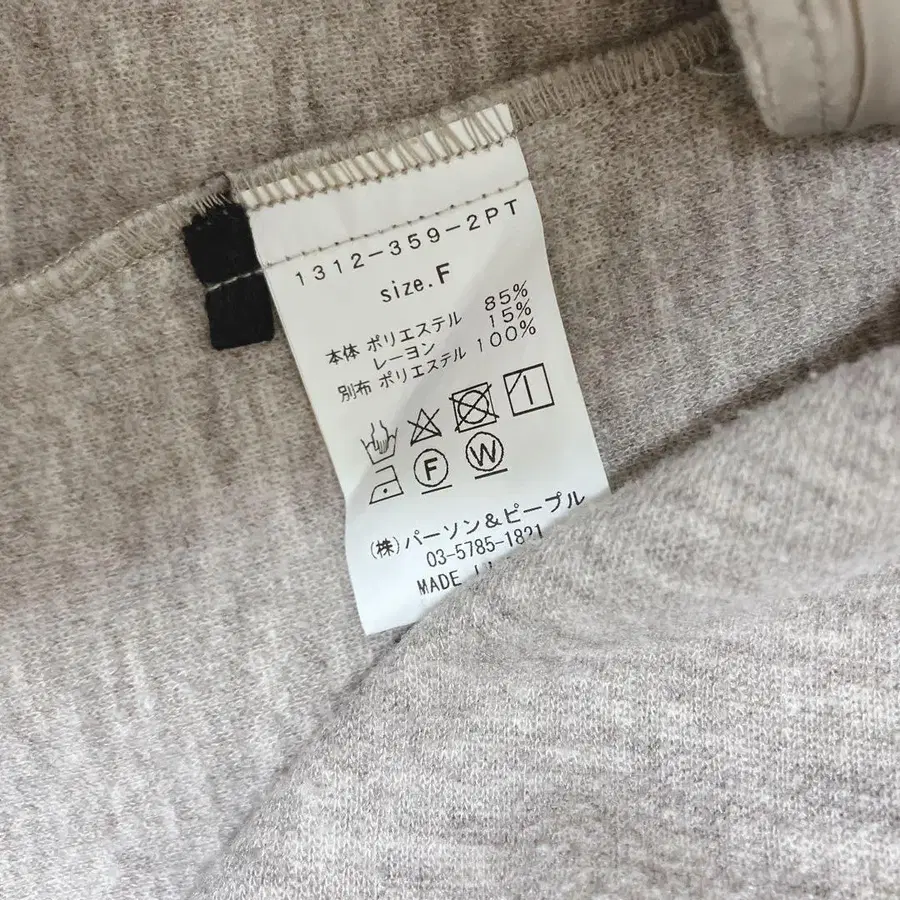 1312-359-2PT
size.F
本体 ポリエステル 85%
レーヨン 15%
別布 ポリエステル 100%
F W
(株)パーソン&ピープル
03-5785-1821
MADE